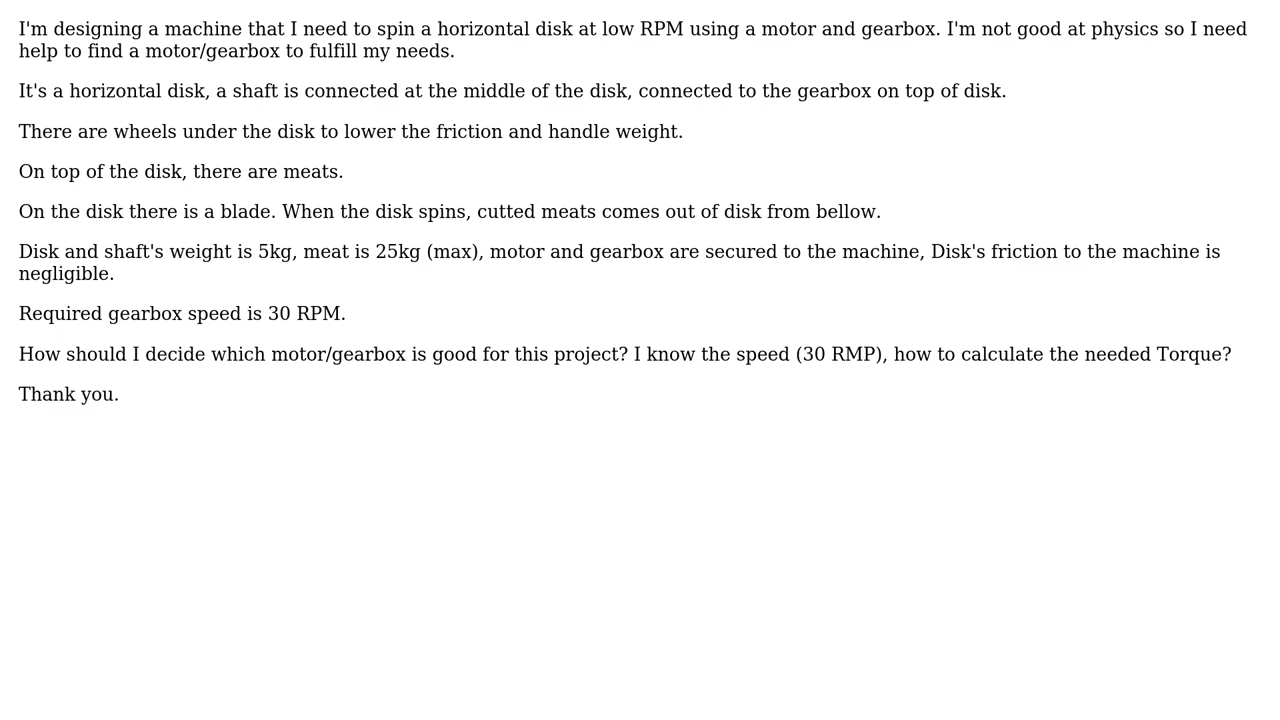 I'm designing a machine that I need to spin a horizontal disk at low RPM using a motor and gearbox. I'm not good at physics so I need
help to find a motor/gearbox to fulfill my needs.
It's a horizontal disk, a shaft is connected at the middle of the disk, connected to the gearbox on top of disk.
There are wheels under the disk to lower the friction and handle weight.
On top of the disk, there are meats.
On the disk there is a blade. When the disk spins, cutted meats comes out of disk from bellow.
Disk and shaft's weight is 5kg, meat is 25kg (max), motor and gearbox are secured to the machine, Disk's friction to the machine is
negligible.
Required gearbox speed is 30 RPM.
How should I decide which motor/gearbox is good for this project? I know the speed (30 RMP), how to calculate the needed Torque?
Thank you.